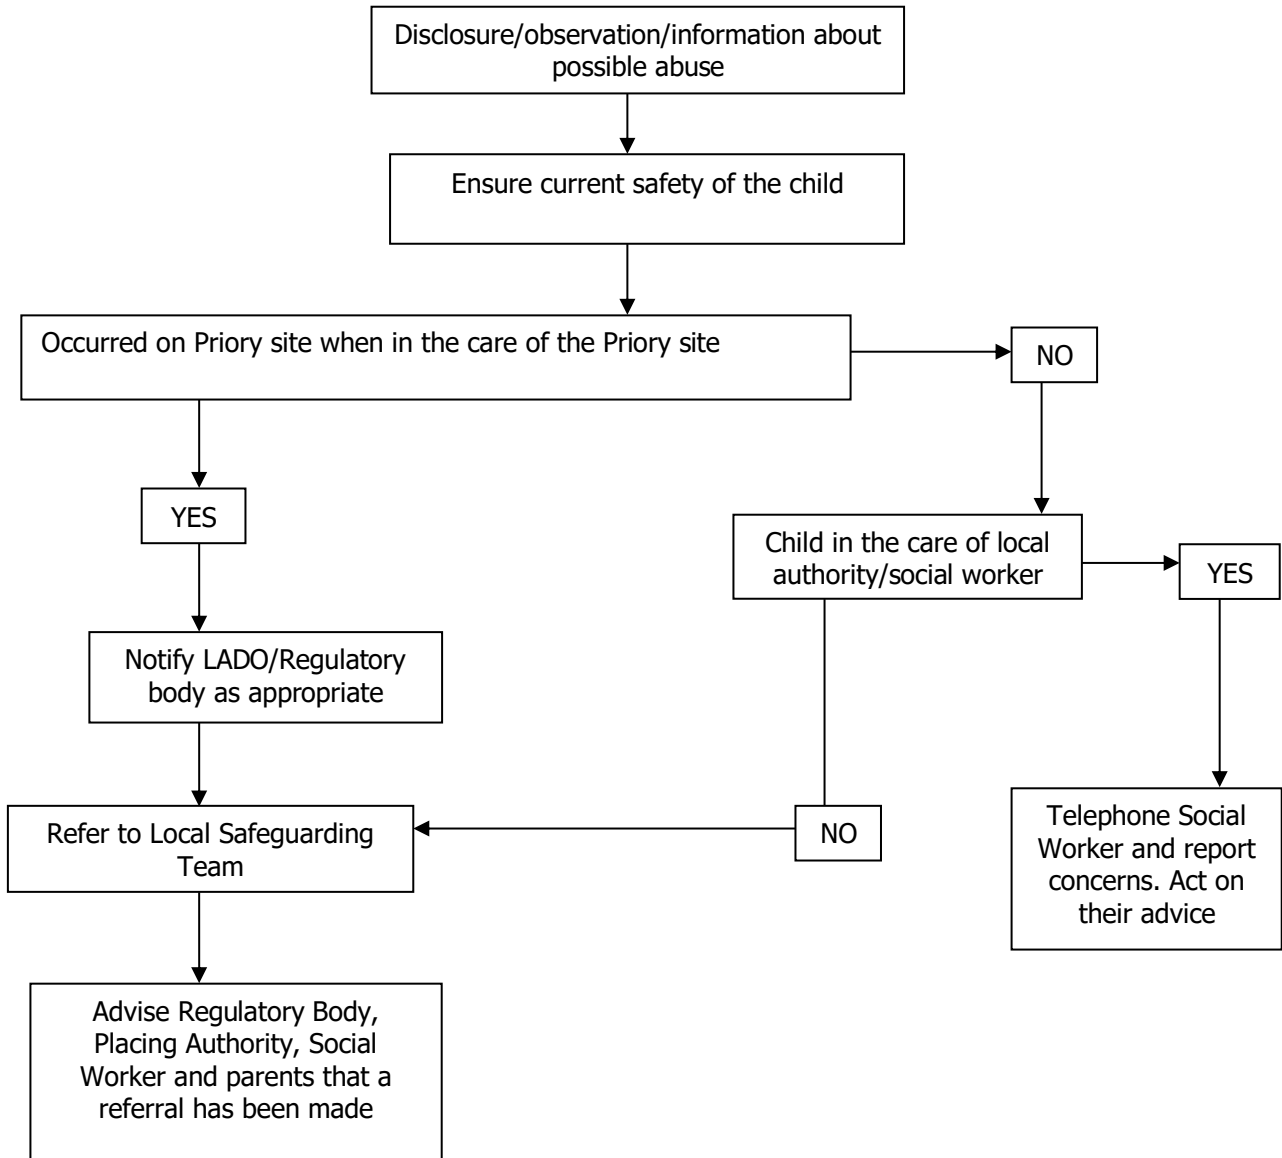 Disclosure/observation/information about
possible abuse
Ensure current safety of the child
Occurred on Priory site when in the care of the Priory site
NO
YES
Child in the care of local
authority/social worker
YES
Notify LADO/Regulatory
body as appropriate
Refer to Local Safeguarding
Team
NO
Telephone Social
Worker and report
concerns. Act on
their advice
Advise Regulatory Body,
Placing Authority, Social
Worker and parents that a
referral has been made